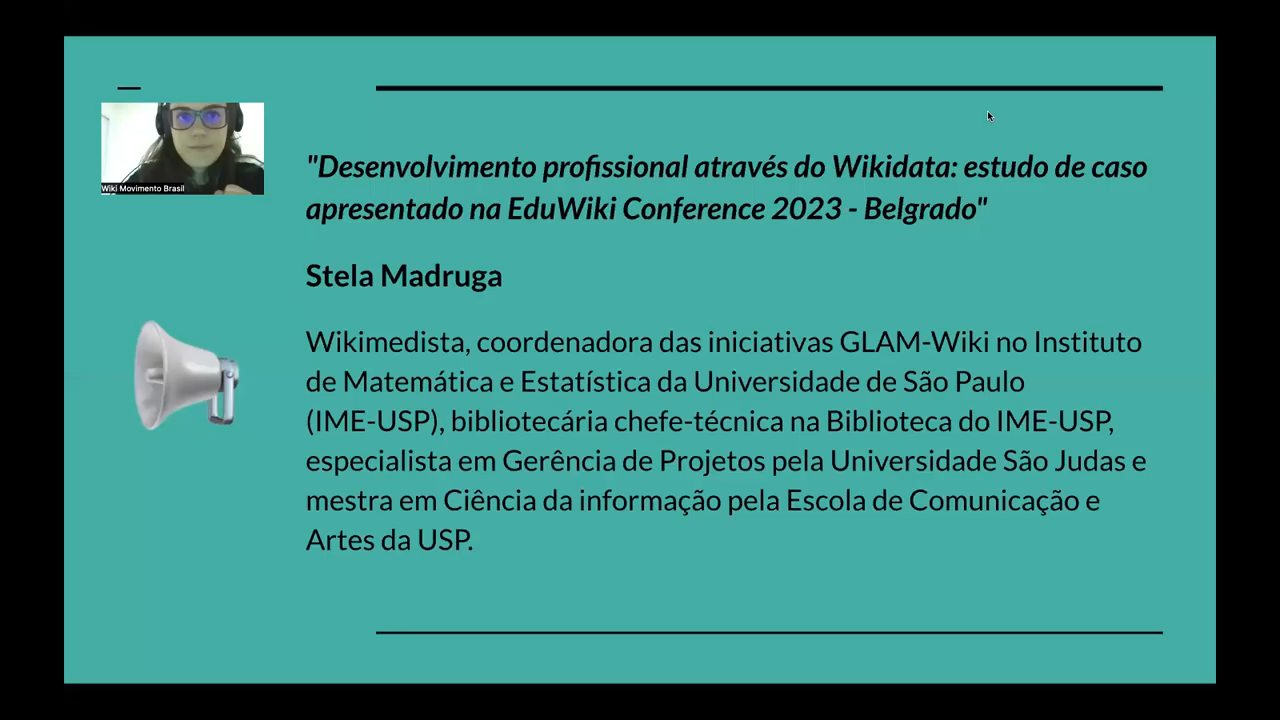 Wiki Movimento Brasil
"Desenvolvimento profissional através do Wikidata: estudo de caso
apresentado na EduWiki Conference 2023 - Belgrado"
Stela Madruga
Wikimedista, coordenadora das iniciativas GLAM-Wiki no Instituto
de Matemática e Estatística da Universidade de São Paulo
(IME-USP), bibliotecária chefe-técnica na Biblioteca do IME-USP,
especialista em Gerência de Projetos pela Universidade São Judas e
mestra em Ciência da informação pela Escola de Comunicação e
Artes da USP.